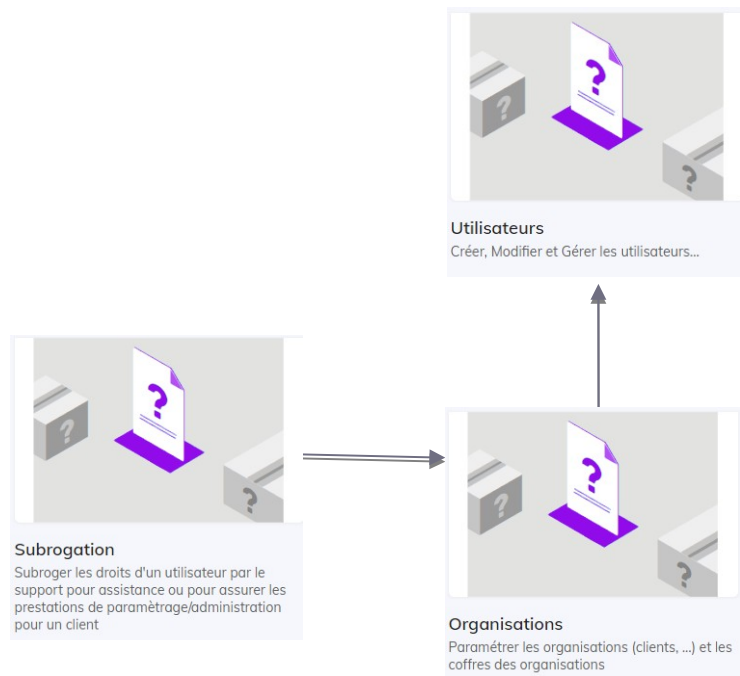 ?
?
?
Utilisateurs
Créer, Modifier et Gérer les utilisateurs...
?
?
?
Subrogation
Subroger les droits d'un utilisateur par le
support pour assistance ou pour assurer les
prestations de paramètrage/administration
pour un client
?
?
?
Organisations
Paramétrer les organisations (clients, ...) et les
coffres des organisations